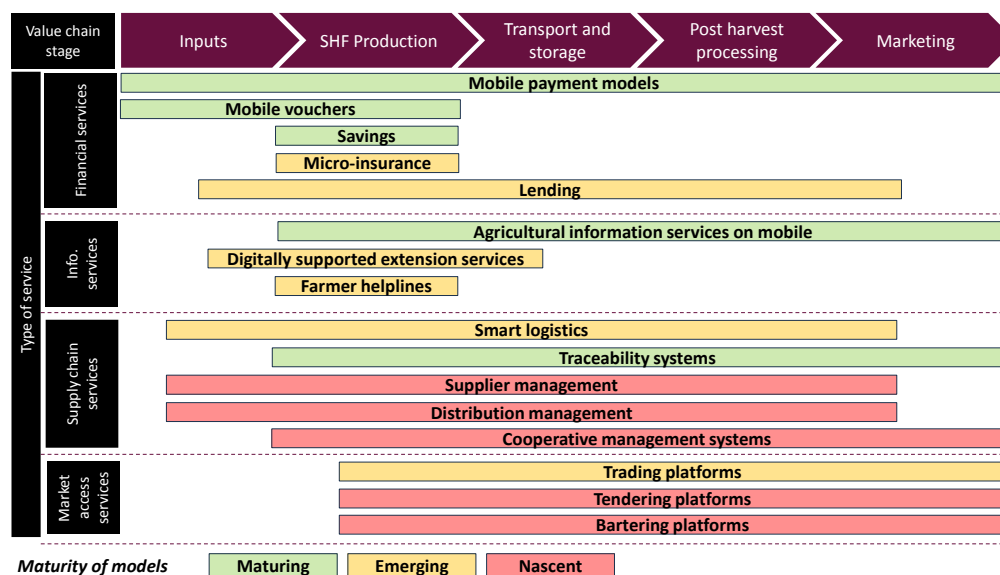 Value chain
stage
Inputs
SHF Production
Transport and
storage
Post harvest
processing
Marketing
Type of service
Financial services
Mobile payment models
Mobile vouchers
Savings
Micro-insurance
Lending
Info.
services
Agricultural information services on mobile
Digitally supported extension services
Farmer helplines
Supply chain
services
Smart logistics
Traceability systems
Supplier management
Distribution management
Cooperative management systems
Market
access
services
Trading platforms
Tendering platforms
Bartering platforms
Maturity of models
Maturing
Emerging
Nascent